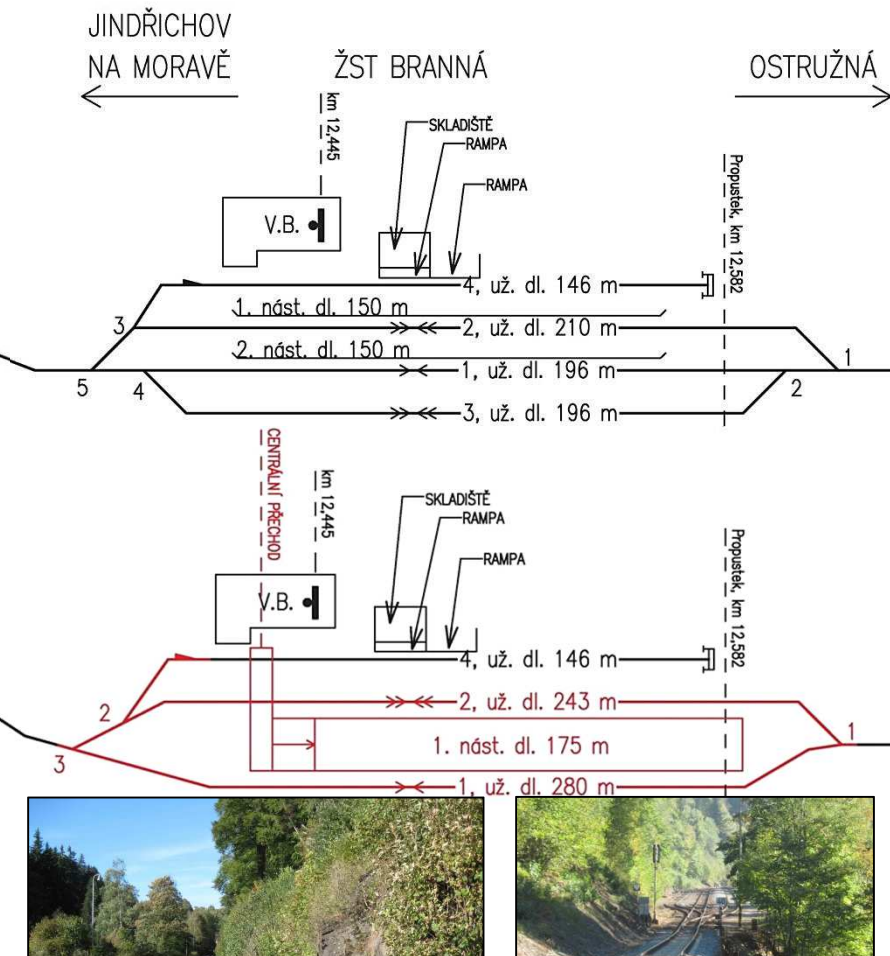 JINDŘICHOV
NA MORAVĚ
ŽST BRANNÁ
OSTRUŽNÁ
km 12,445
SKLADIŠTĚ
RAMPA
RAMPA
Propustek, km 12,582
V.B.
4, už. dl. 146 m
1. nást. dl. 150 m
3
2, už. dl. 210 m
2. nást. dl. 150 m
1
5
4
1, už. dl. 196 m
2
3, už. dl. 196 m
CENTRÁLNÍ PŘECHOD
km 12,445
SKLADIŠTĚ
RAMPA
RAMPA
Propustek, km 12,582
V.B.
4, už. dl. 146 m
2
2, už. dl. 243 m
1
3
1. nást. dl. 175 m
1, už. dl. 280 m